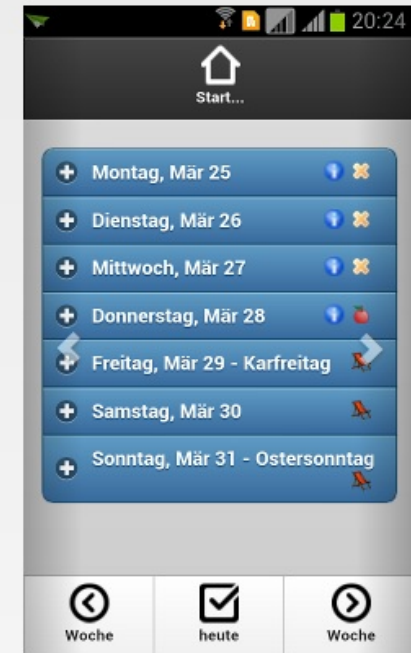 20:24
Start...
Montag, Mär 25
Dienstag, Mär 26
Mittwoch, Mär 27
Donnerstag, Mär 28
Freitag, Mär 29 - Karfreitag
Samstag, Mär 30
Sonntag, Mär 31 - Ostersonntag
Woche heute Woche